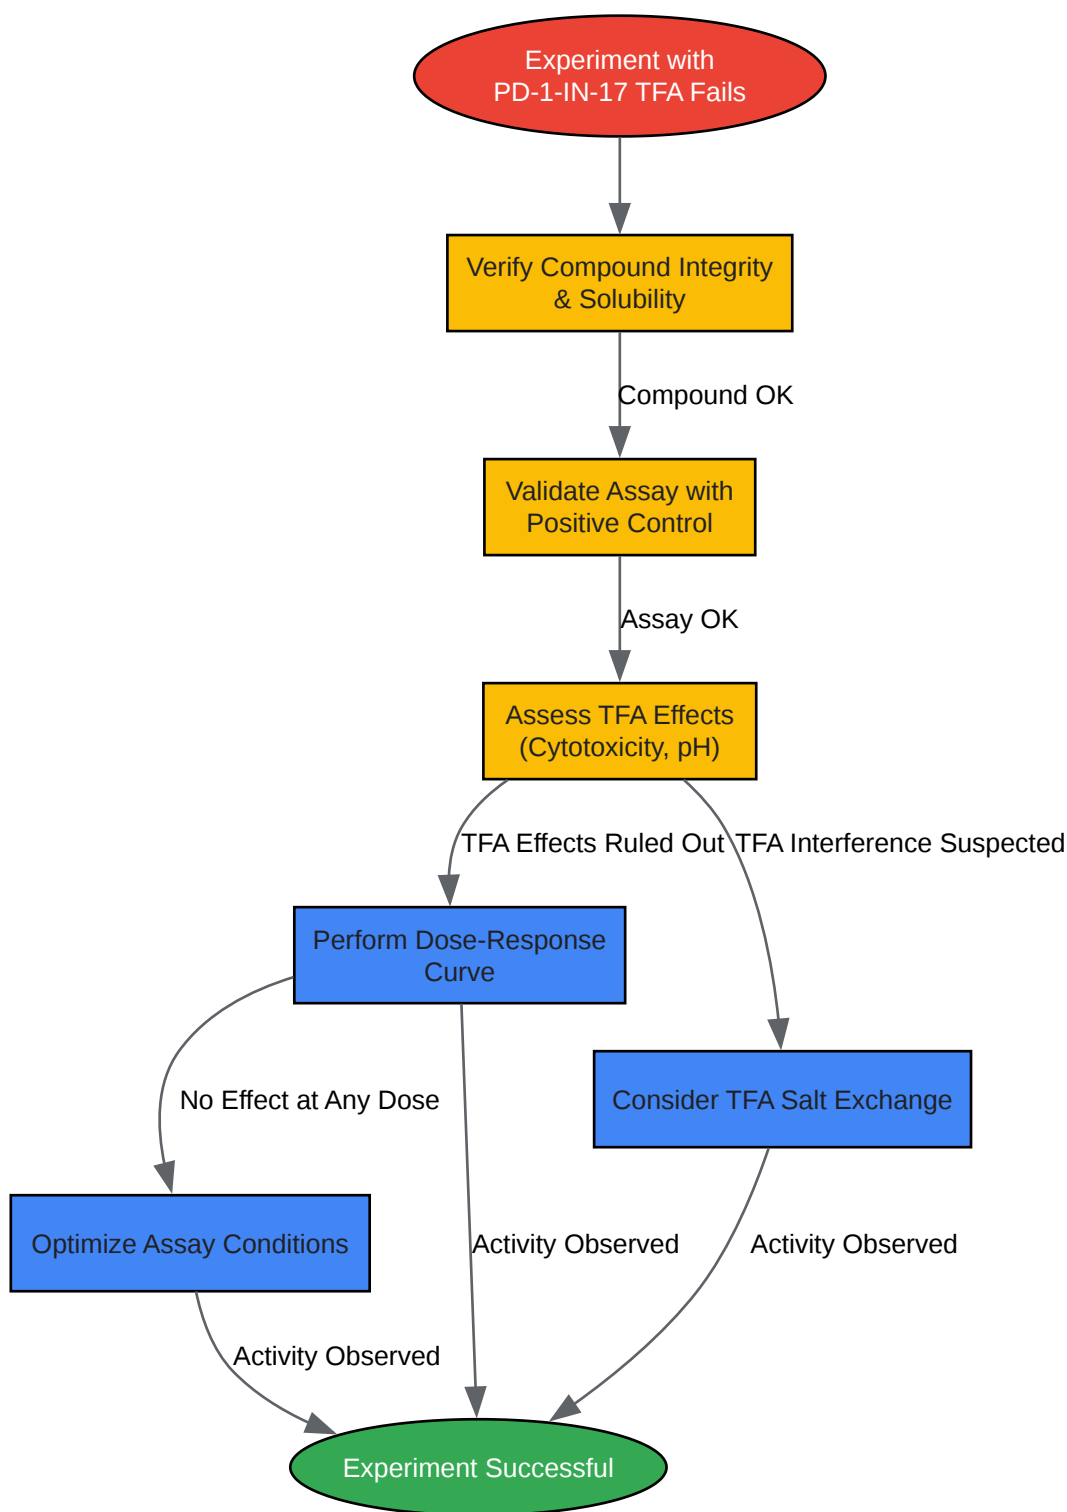 Experiment with
PD-1-IN-17 TFA Fails
Verify Compound Integrity
& Solubility
Compound OK
Validate Assay with
Positive Control
Assay OK
Assess TFA Effects
(Cytotoxicity, pH)
TFA Effects Ruled Out
TFA Interference Suspected
Perform Dose-Response
Curve
No Effect at Any Dose
Consider TFA Salt Exchange
Optimize Assay Conditions
Activity Observed
Activity Observed
Activity Observed
Experiment Successful